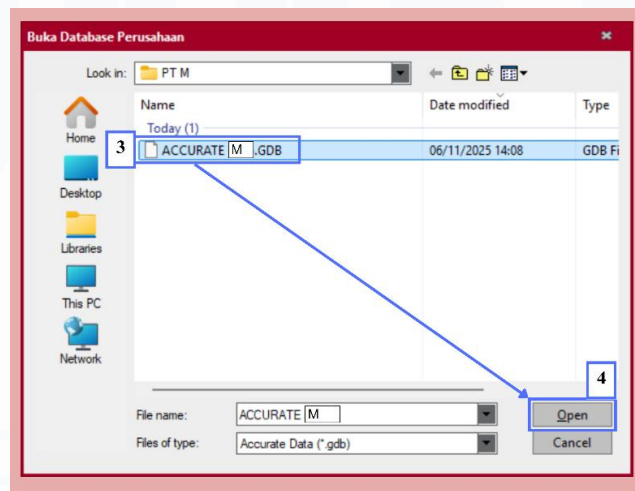 Buka Database Perusahaan
Look in: PT M
Name Date modified Type
Today (1)
3
ACCURATE M .GDB 06/11/2025 14:08 GDB Fi
Home
Desktop
Libraries
This PC
Network
4
File name: ACCURATE M Open
Files of type: Accurate Data (*.gdb) Cancel